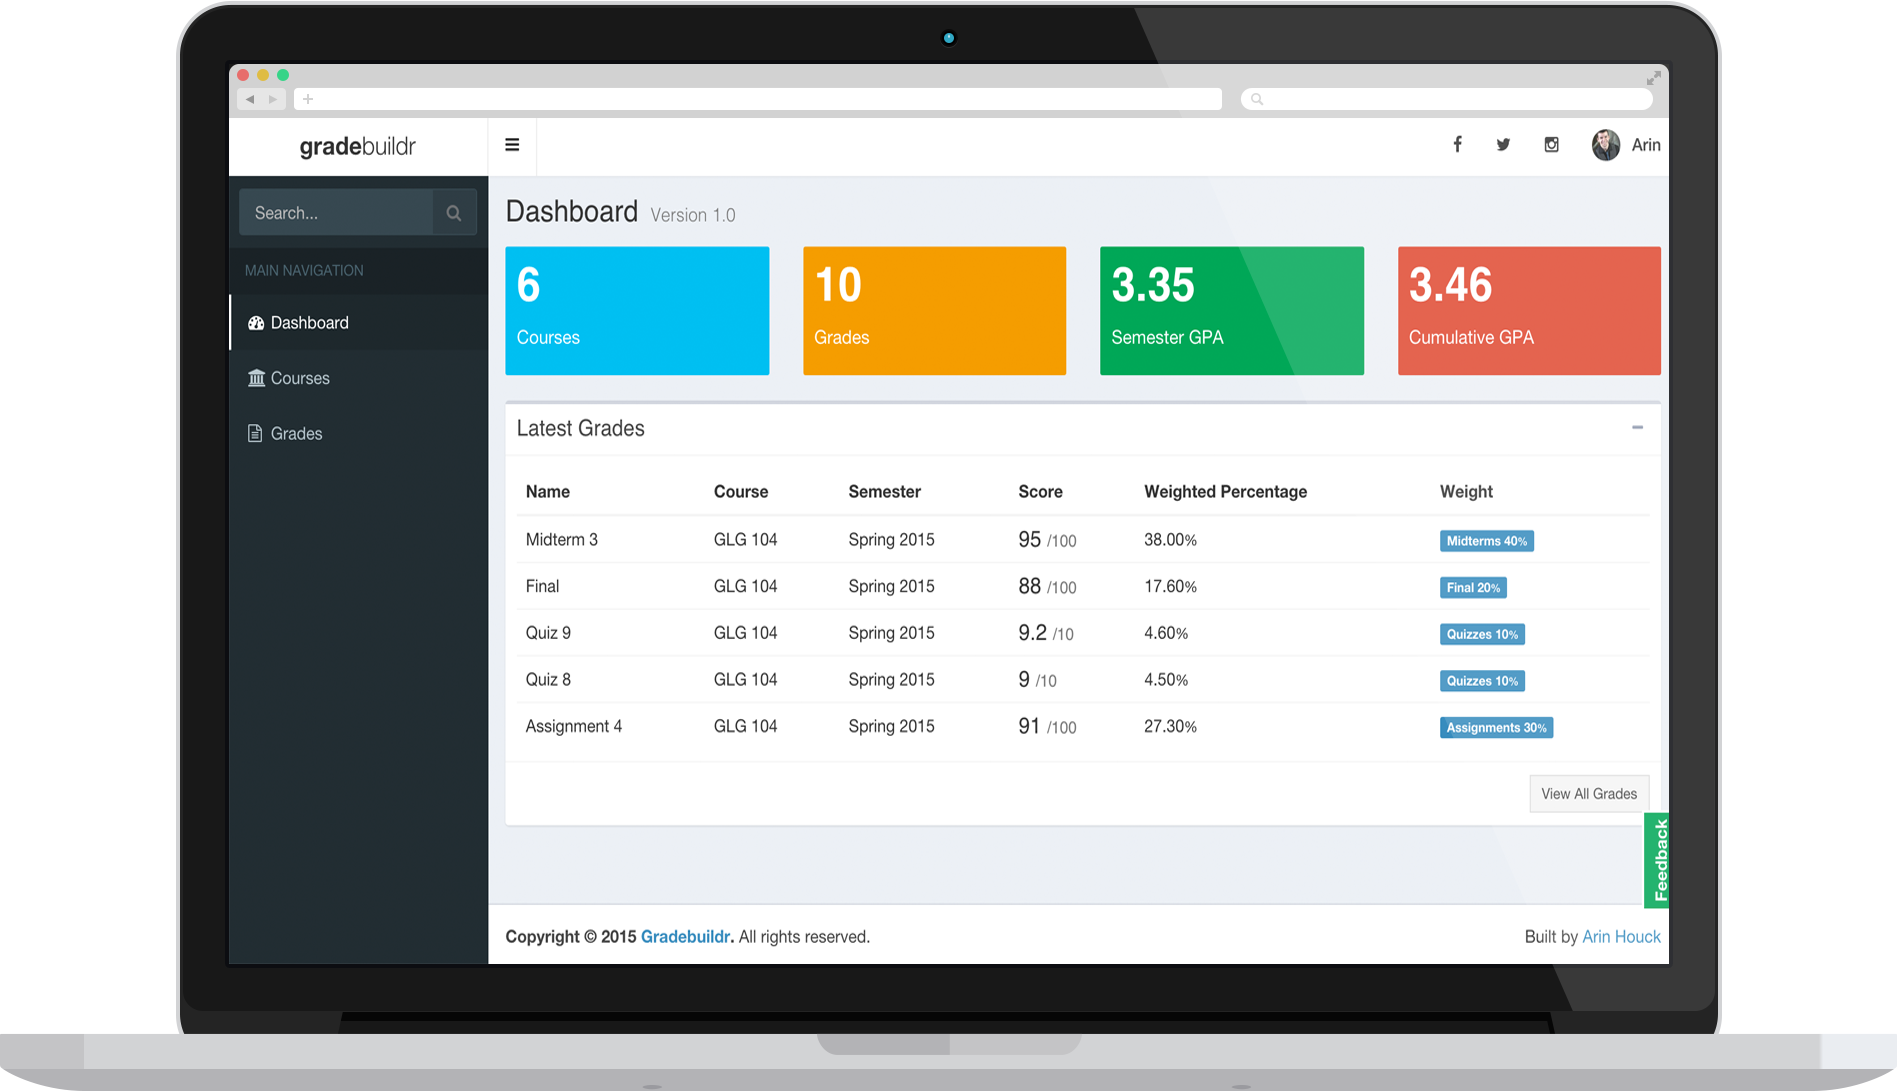 gradebuildr
Arin
Search...
MAIN NAVIGATION
Dashboard
Courses
Grades
Dashboard Version 1.0
6
Courses
10
Grades
3.35
Semester GPA
3.46
Cumulative GPA
Latest Grades
Name Course Semester Score Weighted Percentage Weight
Midterm 3 GLG 104 Spring 2015 95 /100 38.00% Midterms 40%
Final GLG 104 Spring 2015 88 /100 17.60% Final 20%
Quiz 9 GLG 104 Spring 2015 9.2 /10 4.60% Quizzes 10%
Quiz 8 GLG 104 Spring 2015 9 /10 4.50% Quizzes 10%
Assignment 4 GLG 104 Spring 2015 91 /100 27.30% Assignments 30%
View All Grades
Feedback
Copyright © 2015 Gradebuildr. All rights reserved.
Built by Arin Houck